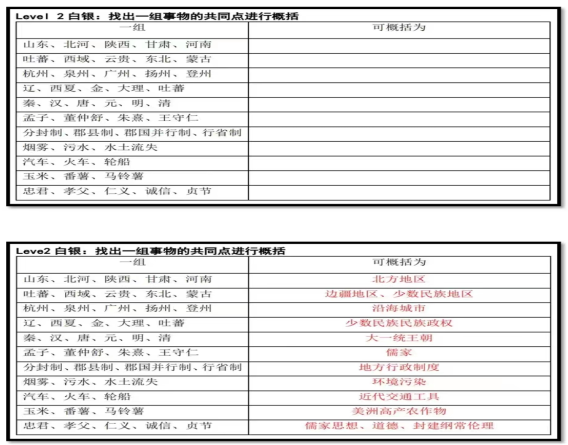 Level 2白银：找出一组事物的共同点进行概括
一组 可概括为
山东、北河、陕西、甘肃、河南
吐蕃、西域、云贵、东北、蒙古
杭州、泉州、广州、扬州、登州
辽、西夏、金、大理、吐蕃
秦、汉、唐、元、明、清
孟子、董仲舒、朱熹、王守仁
分封制、郡县制、郡国并行制、行省制
烟雾、污水、水土流失
汽车、火车、轮船
玉米、番薯、马铃薯
忠君、孝父、仁义、诚信、贞节
Leve2白银：找出一组事物的共同点进行概括
一组 可概括为
山东、北河、陕西、甘肃、河南 北方地区
吐蕃、西域、云贵、东北、蒙古 边疆地区、少数民族地区
杭州、泉州、广州、扬州、登州 沿海城市
辽、西夏、金、大理、吐蕃 少数民族民族政权
秦、汉、唐、元、明、清 大一统王朝
孟子、董仲舒、朱熹、王守仁 儒家
分封制、郡县制、郡国并行制、行省制 地方行政制度
烟雾、污水、水土流失 环境污染
汽车、火车、轮船 近代交通工具
玉米、番薯、马铃薯 美洲高产农作物
忠君、孝父、仁义、诚信、贞节 儒家思想、道德、封建纲常伦理